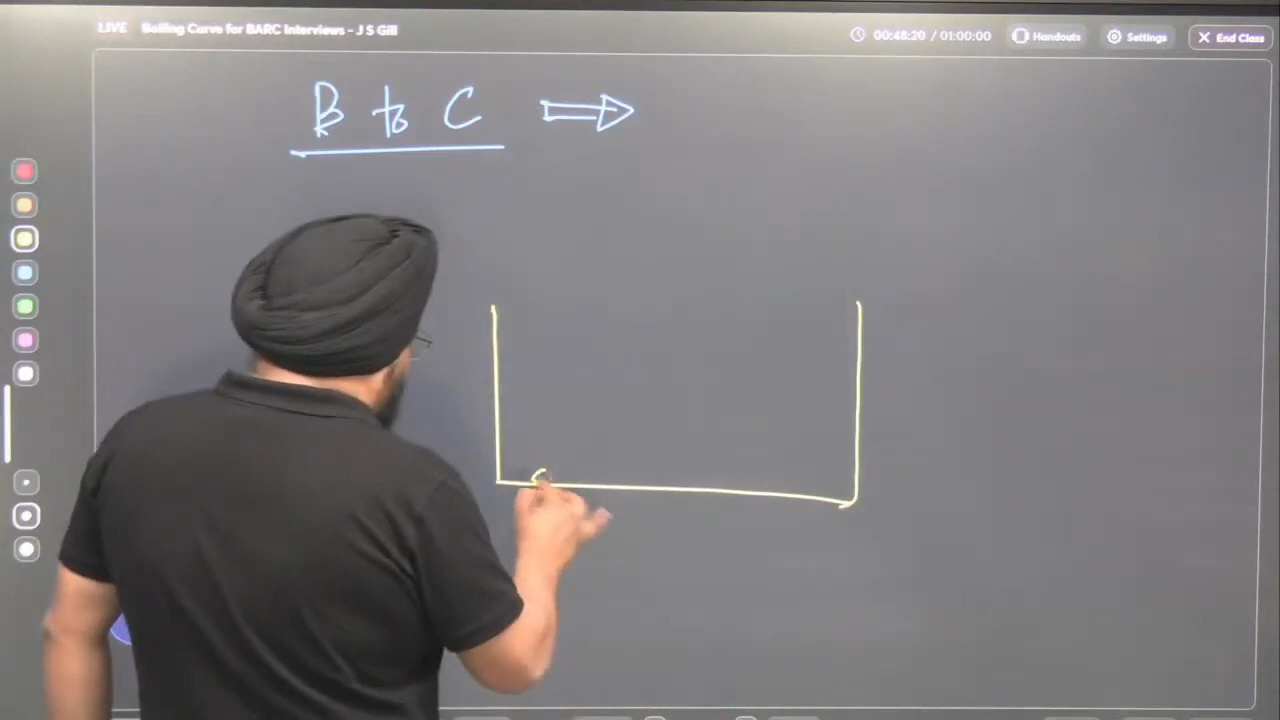 LIVE Boiling Curve for BARC Interviews - J S Gill 00:48:20 / 01:00:00 Handouts Settings End Class
B to C ⇒